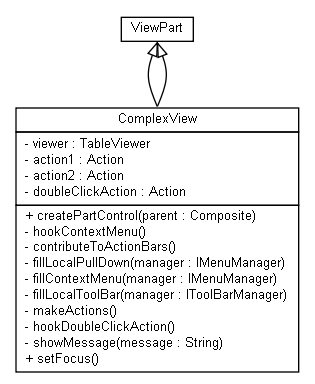 ViewPart
ComplexView
- viewer : TableViewer
- action1 : Action
- action2 : Action
- doubleClickAction : Action
+ createPartControl(parent : Composite)
- hookContextMenu()
- contributeToActionBars()
- fillLocalPullDown(manager : IMenuManager)
- fillContextMenu(manager : IMenuManager)
- fillLocalToolBar(manager : IToolBarManager)
- makeActions()
- hookDoubleClickAction()
- showMessage(message : String)
+ setFocus()